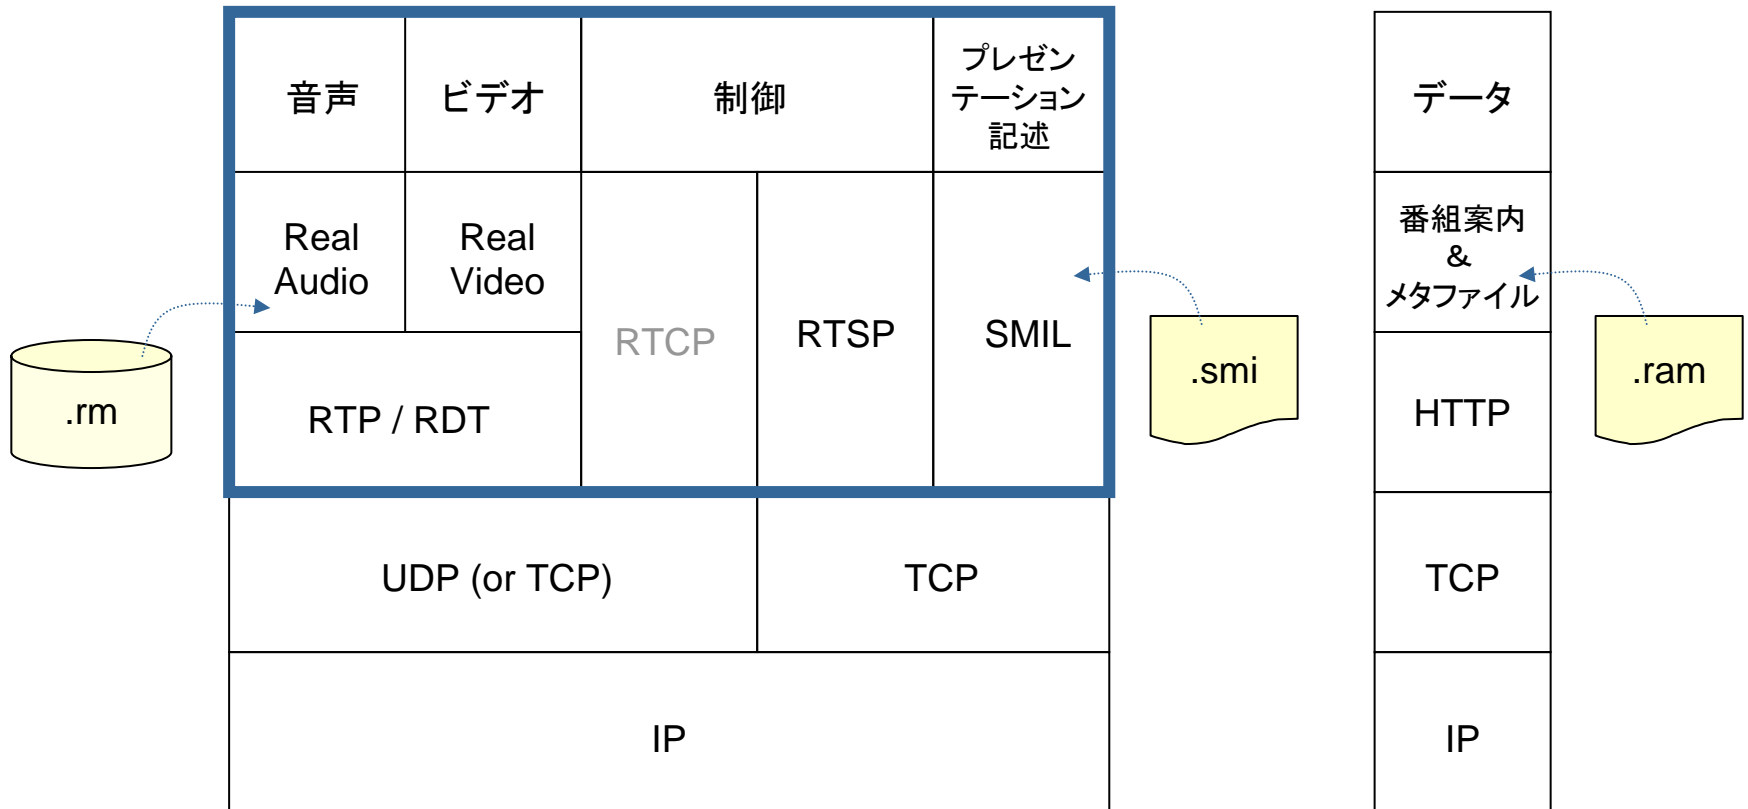 音声
ビデオ
制御
プレゼン
テーション
記述
データ
Real
Audio
Real
Video
RTCP
RTSP
SMIL
番組案内
&
メタファイル
.rm
RTP / RDT
.smi
HTTP
.ram
UDP (or TCP)
TCP
TCP
IP
IP